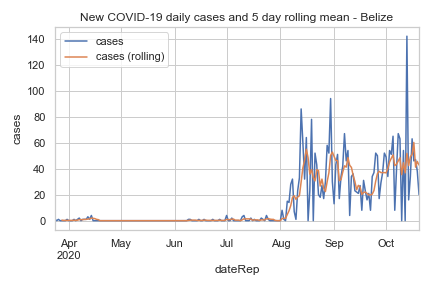 New COVID-19 daily cases and 5 day rolling mean - Belize
cases
cases (rolling)
140
120
100
80
60
40
20
0
cases
Apr May Jun Jul Aug Sep Oct
2020
dateRep